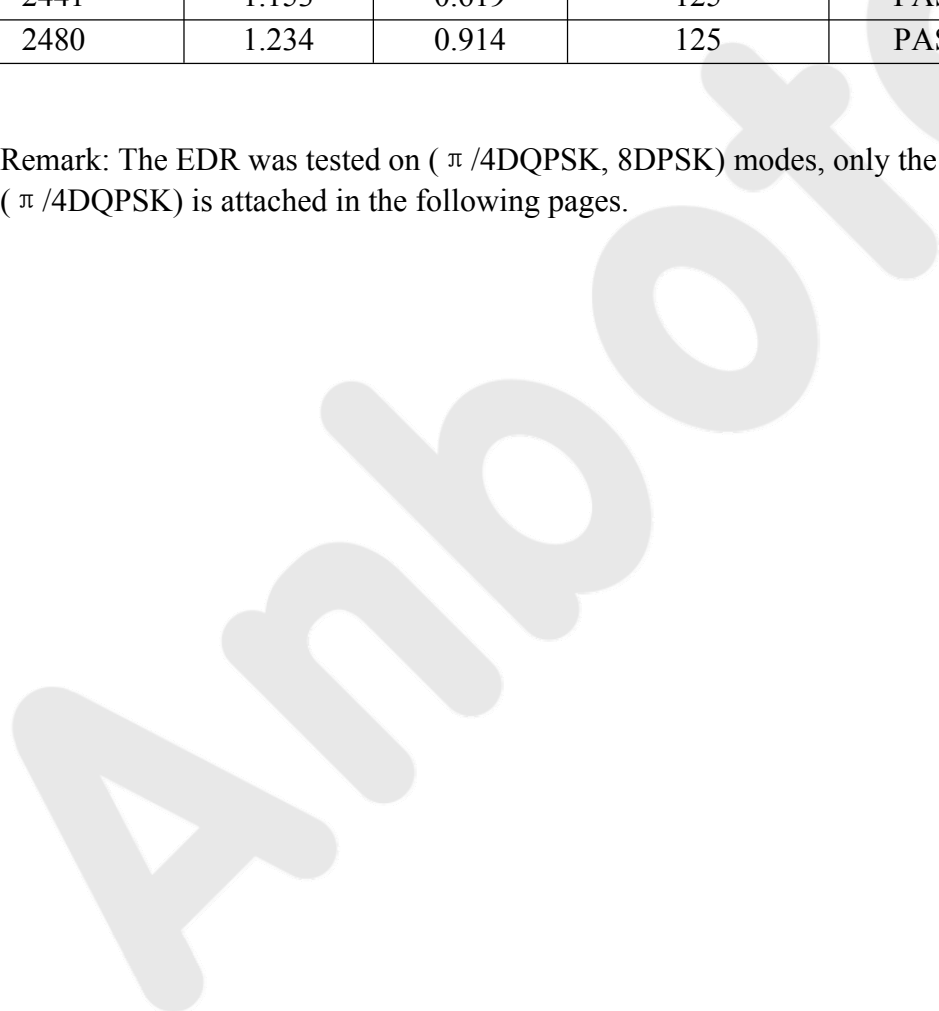 2480 1.234 0.914 125
Remark: The EDR was tested on ( π /4DQPSK, 8DPSK) modes, only the
( π /4DQPSK) is attached in the following pages.